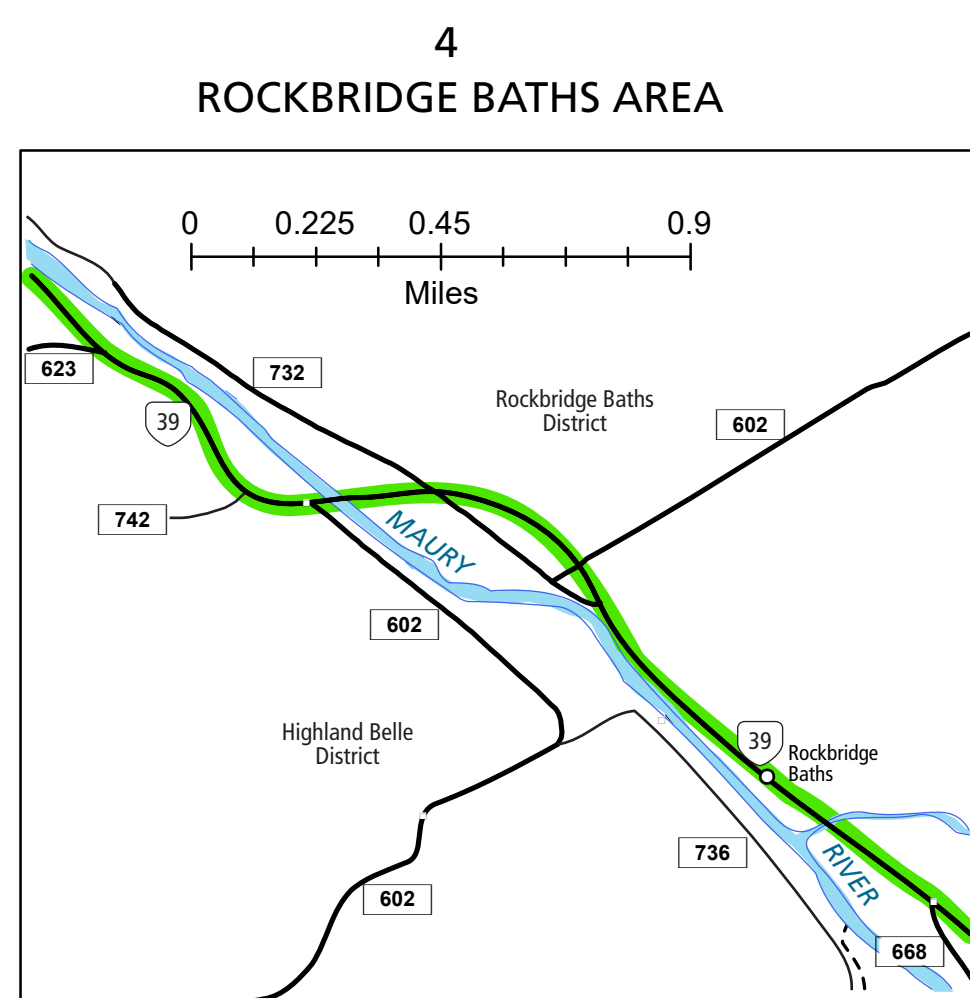 4
ROCKBRIDGE BATHS AREA
0 0.225 0.45 0.9
Miles
623
732
39
Rockbridge Baths
District
602
742
MAURY
602
Highland Belle
District
39
Rockbridge
Baths
736
RIVER
602
668